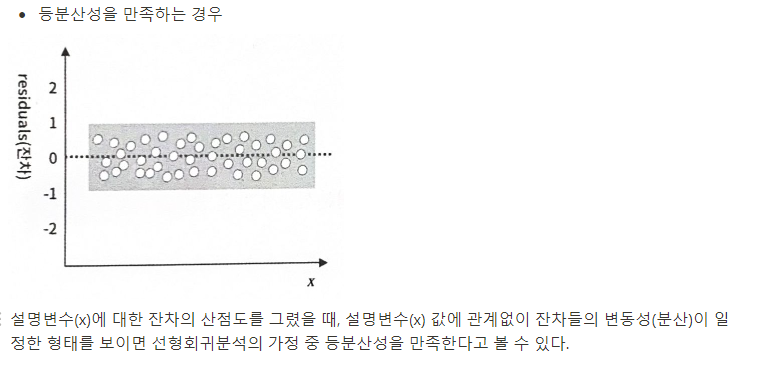 • 등분산성을 만족하는 경우
residuals(잔차)
2
1
0
-1
-2
x
설명변수(x)에 대한 잔차의 산점도를 그렸을 때, 설명변수(x) 값에 관계없이 잔차들의 변동성(분산)이 일
정한 형태를 보이면 선형회귀분석의 가정 중 등분산성을 만족한다고 볼 수 있다.